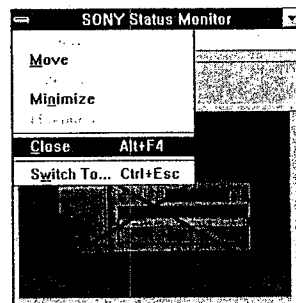 SONY Status Monitor
Move
Minimize
Close Alt+F4
Switch To... Ctrl+Esc